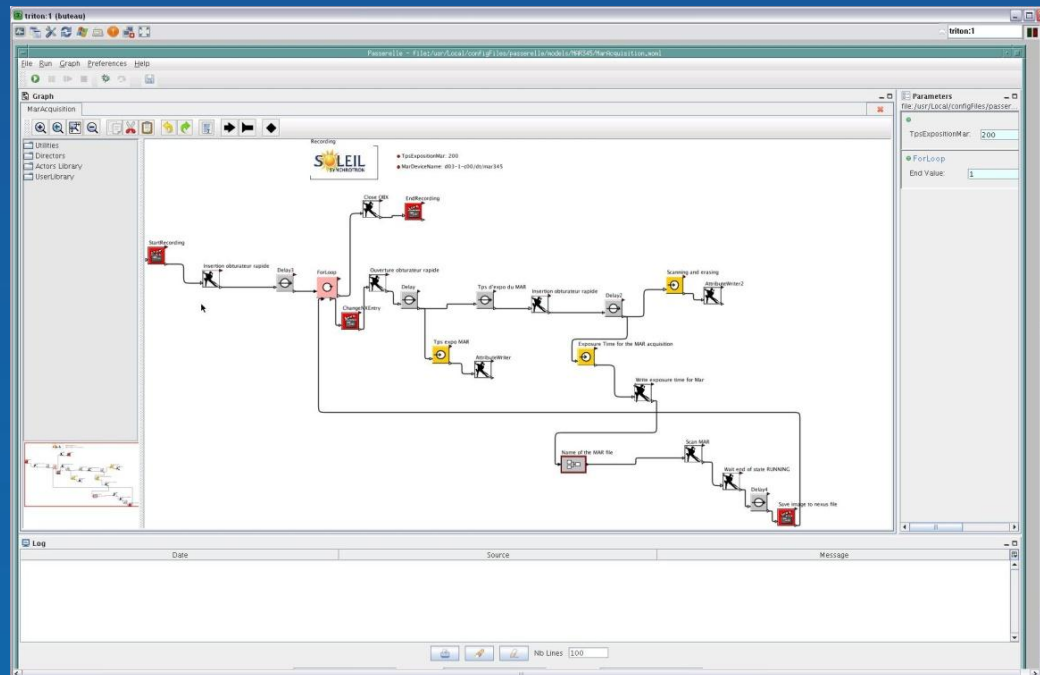 triton:1 (buteau)
triton:1
Passerelle - file:/usr/Local/configFiles/passerelle/models/MAR345/MarAcquisition.moml
File Run Graph Preferences Help
Graph
Parameters
MarAcquisition
file:/usr/Local/configFiles/passer...
Utilities
Directors
Actors Library
UserLibrary
Recording
SOLEIL
SYNCHROTRON
TpsExpositionMar: 200
MarDeviceName: d03-1-c00/dt/mar345
TpsExpositionMar: 200
ForLoop
End Value: 1
Close OBX
EndRecording
StartRecording
Insertion obturateur rapide
Delay3
ForLoop
Ouverture obturateur rapide
Delay
Tps d'expo du MAR
Insertion obturateur rapide
Delay2
Scanning and erasing
AttributeWriter2
ChangeNXEntry
Tps expo MAR
AttributeWriter
Exposure Time for the MAR acquisition
Write exposure time for Mar
Name of the MAR file
Scan MAR
Wait end of state RUNNING
Delay4
Save image to nexus file
Log
Date Source Message
Nb Lines 100